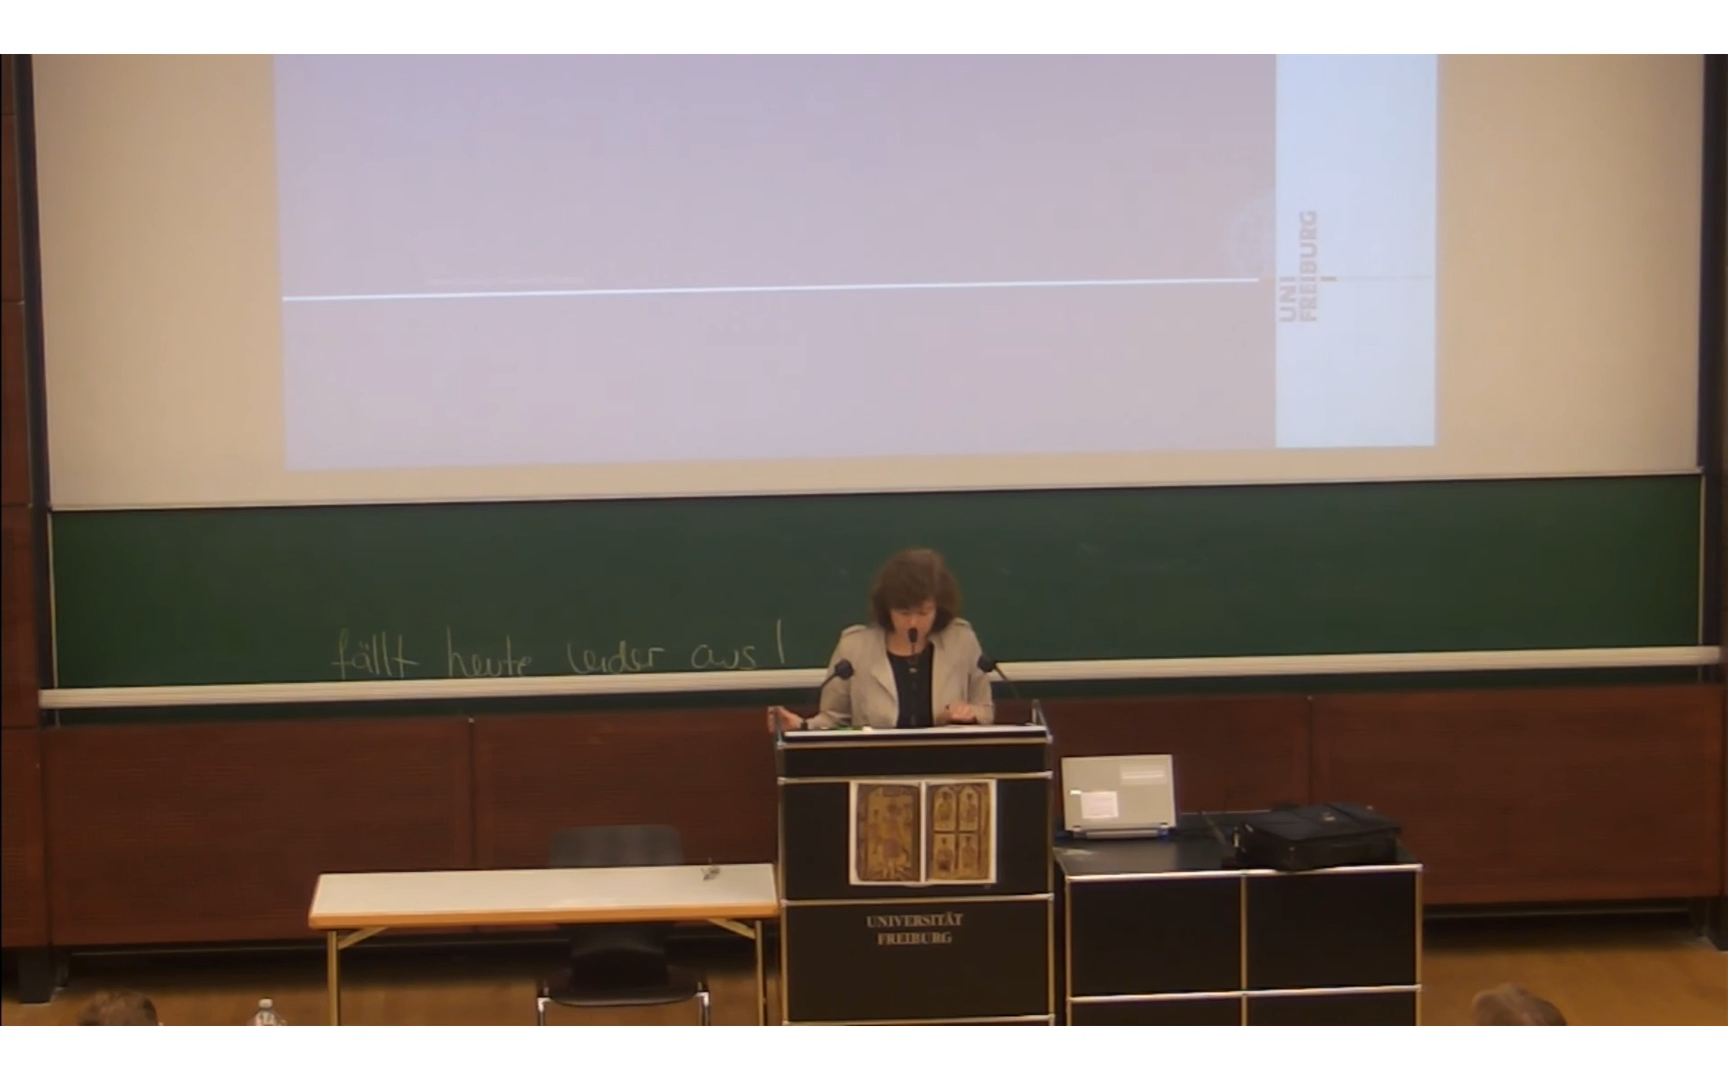 UNI
FREIBURG
fällt heute leider aus!
UNIVERSITÄT
FREIBURG